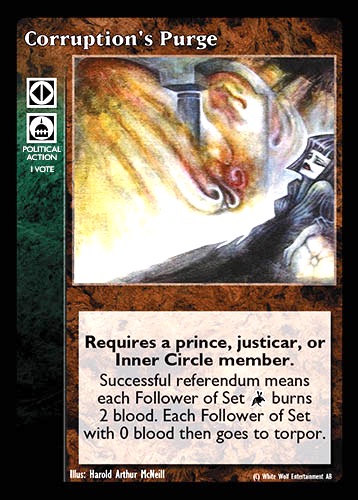 Corruption's Purge
POLITICAL
ACTION
1 VOTE
Requires a prince, justicar, or
Inner Circle member.
Successful referendum means
each Follower of Set burns
2 blood. Each Follower of Set
with 0 blood then goes to torpor.
Illus: Harold Arthur McNeill
(C) White Wolf Entertainment AB